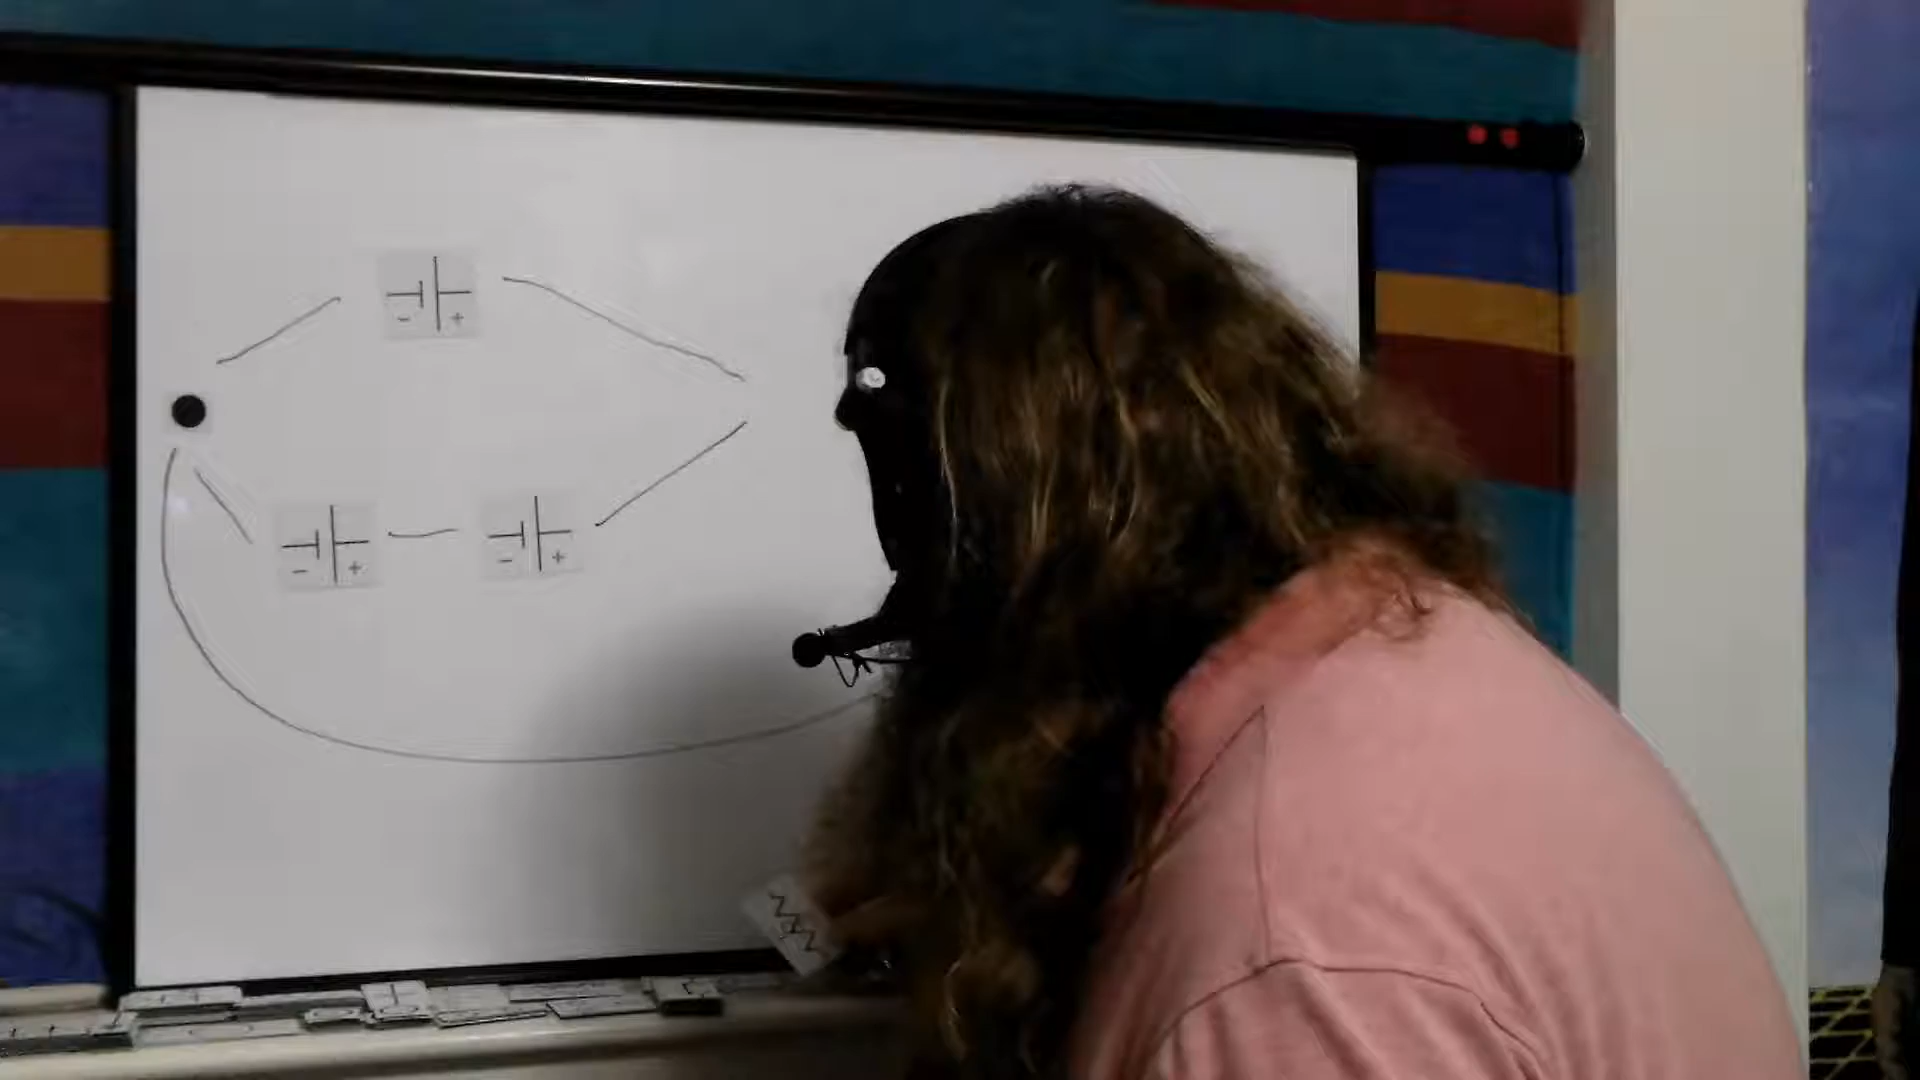 - +
- + - +